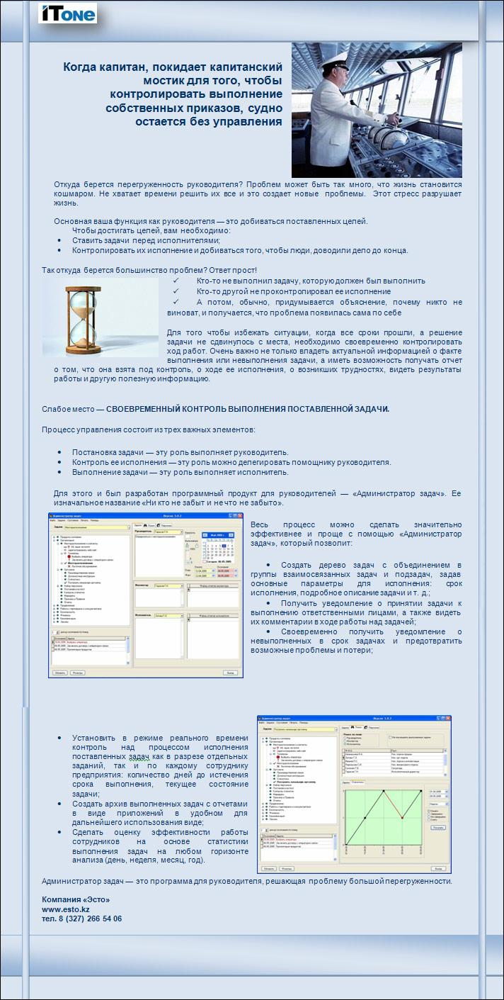 iTone
Когда капитан, покидает капитанский
мостик для того, чтобы
контролировать выполнение
собственных приказов, судно
остается без управления
Откуда берется перегруженность руководителя? Проблем может быть так много, что жизнь становится
кошмаром. Не хватает времени решить их все и это создает новые проблемы. Этот стресс разрушает
жизнь.
Основная ваша функция как руководителя — это добиваться поставленных целей.
Чтобы достигать целей, вам необходимо:
• Ставить задачи перед исполнителями;
• Контролировать их исполнение и добиваться того, чтобы люди, доводили дело до конца.
Так откуда берется большинство проблем? Ответ прост!
✓ Кто-то не выполнил задачу, которую должен был выполнить
✓ Кто-то другой не проконтролировал ее исполнение
✓ А потом, обычно, придумывается объяснение, почему никто не
виноват, и получается, что проблема появилась сама по себе
Для того чтобы избежать ситуации, когда все сроки прошли, а решение
задачи не сдвинулось с места, необходимо своевременно контролировать
ход работ. Очень важно не только владеть актуальной информацией о факте
выполнения или невыполнения задачи, а иметь возможность получать отчет
о том, что она взята под контроль, о ходе ее исполнения, о возникших трудностях, видеть результаты
работы и другую полезную информацию.
Слабое место — СВОЕВРЕМЕННЫЙ КОНТРОЛЬ ВЫПОЛНЕНИЯ ПОСТАВЛЕННОЙ ЗАДАЧИ.
Процесс управления состоит из трех важных элементов:
• Постановка задачи — эту роль выполняет руководитель.
• Контроль ее исполнения — эту роль можно делегировать помощнику руководителя.
• Выполнение задачи — эту роль выполняет исполнитель.
Для этого и был разработан программный продукт для руководителей — «Администратор задач». Ее
изначальное название «Ни кто не забыт и не что не забыто».
Администратор задач Версия 5.0.2
Весь процесс можно сделать значительно
эффективнее и проще с помощью «Администратор
задач», который позволит:
• Создать дерево задач с объединением в
группы взаимосвязанных задач и подзадач, задав
основные параметры для исполнения: срок
исполнения, подробное описание задачи и т. д.;
• Получить уведомление о принятии задачи к
выполнению ответственными лицами, а также видеть
их комментарии в ходе работы над задачей;
• Своевременно получить уведомление о
невыполненных в срок задачах и предотвратить
возможные проблемы и потери;
Администратор задач Версия 5.0.2
• Установить в режиме реального времени
контроль над процессом исполнения
поставленных задач как в разрезе отдельных
заданий, так и по каждому сотруднику
предприятия: количество дней до истечения
срока выполнения, текущее состояние
задачи;
• Создать архив выполненных задач с отчетами
в виде приложений в удобном для
дальнейшего использования виде;
• Сделать оценку эффективности работы
сотрудников на основе статистики
выполнения задач на любом горизонте
анализа (день, неделя, месяц, год).
Администратор задач — это программа для руководителя, решающая проблему большой перегруженности.
Компания «Эсто»
www.esto.kz
тел. 8 (327) 266 54 06